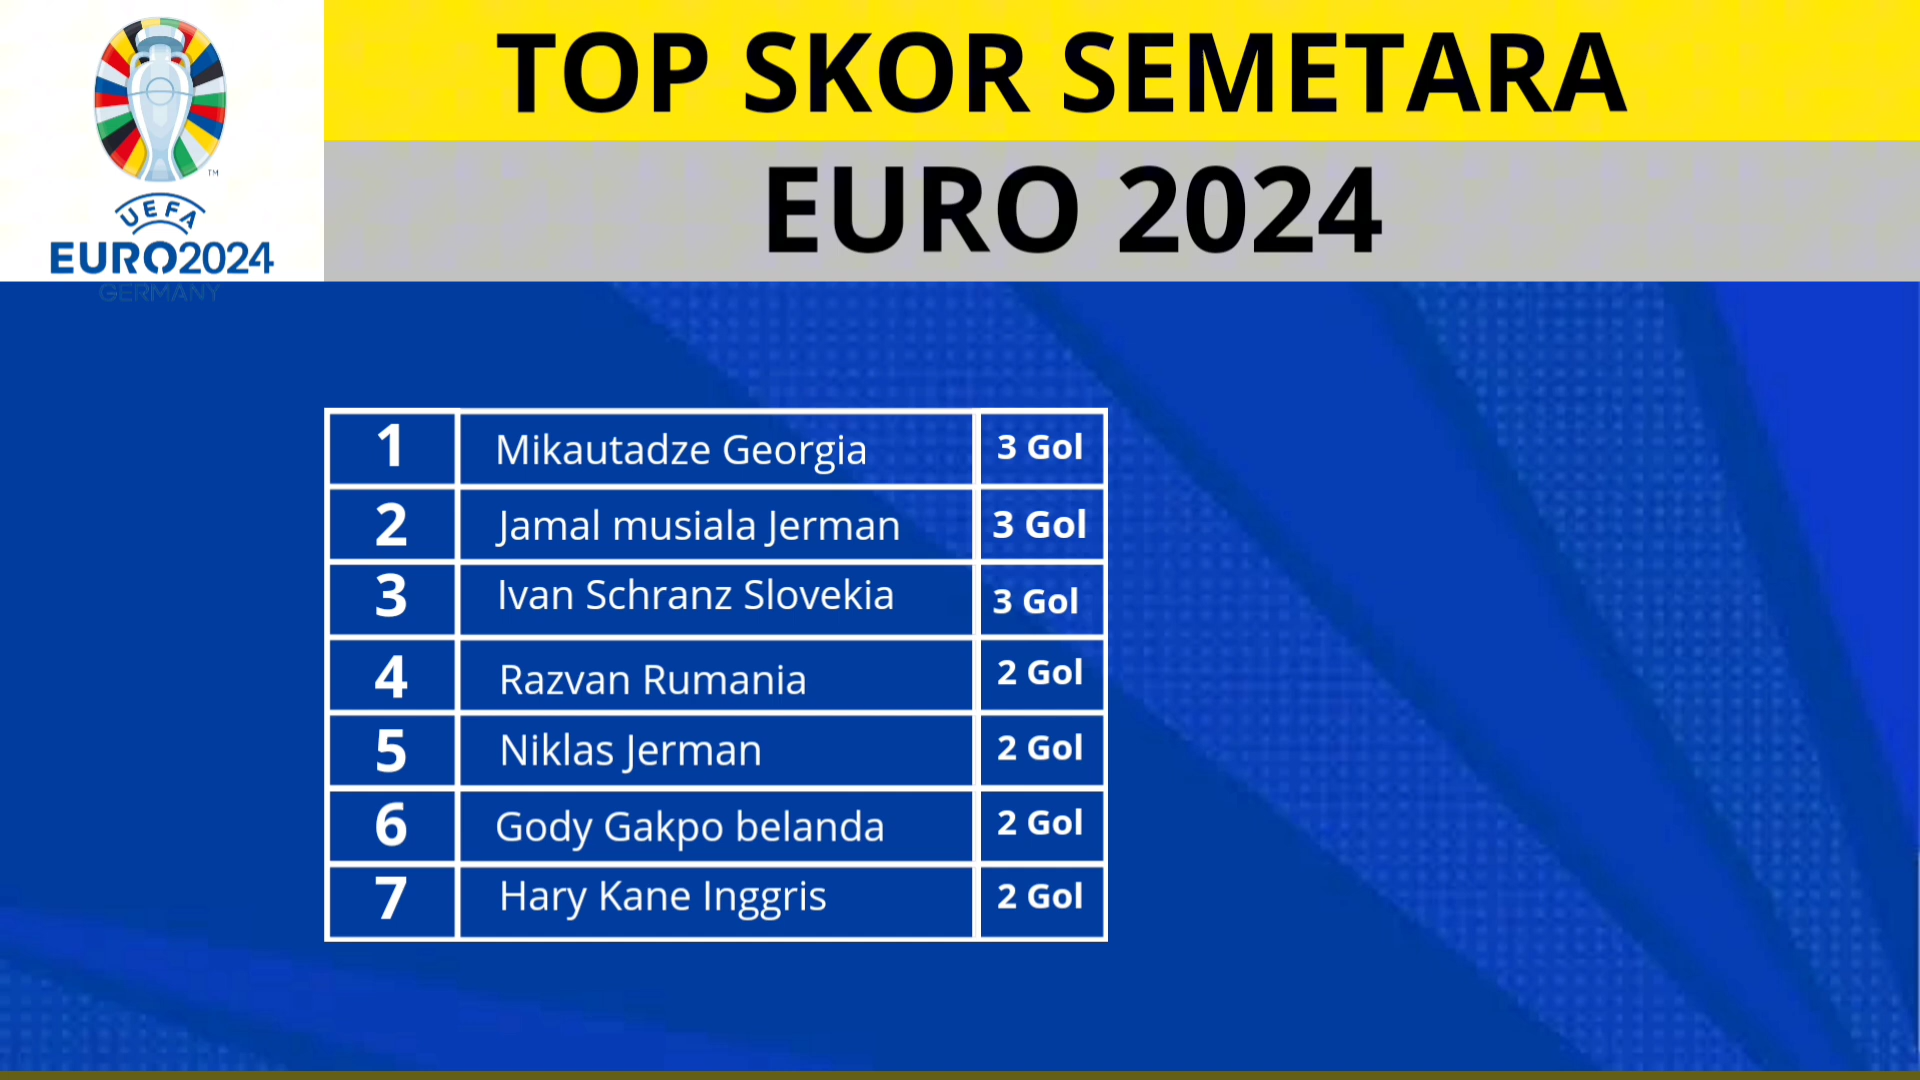 TOP SKOR SEMETARA
EURO 2024
TM
UEFA
EURO2024
GERMANY
1 Mikautadze Georgia 3 Gol
2 Jamal musiala Jerman 3 Gol
3 Ivan Schranz Slovekia 3 Gol
4 Razvan Rumania 2 Gol
5 Niklas Jerman 2 Gol
6 Gody Gakpo belanda 2 Gol
7 Hary Kane Inggris 2 Gol